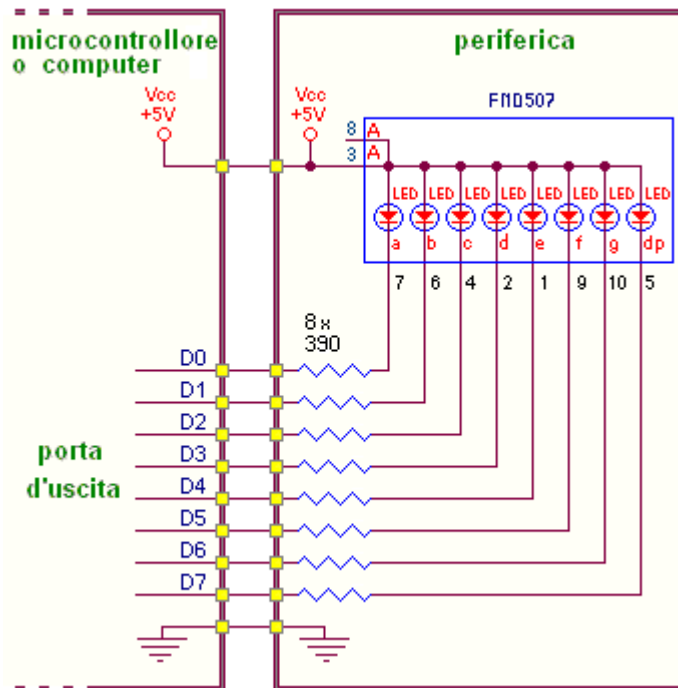 microcontrollore
o computer
periferica
Vcc
+5V
Vcc
+5V
FND507
8 A
3 A
LED LED LED LED LED LED LED LED
a b c d e f g dp
7 6 4 2 1 9 10 5
8 x
390
D0
D1
D2
D3
D4
D5
D6
D7
porta
d'uscita